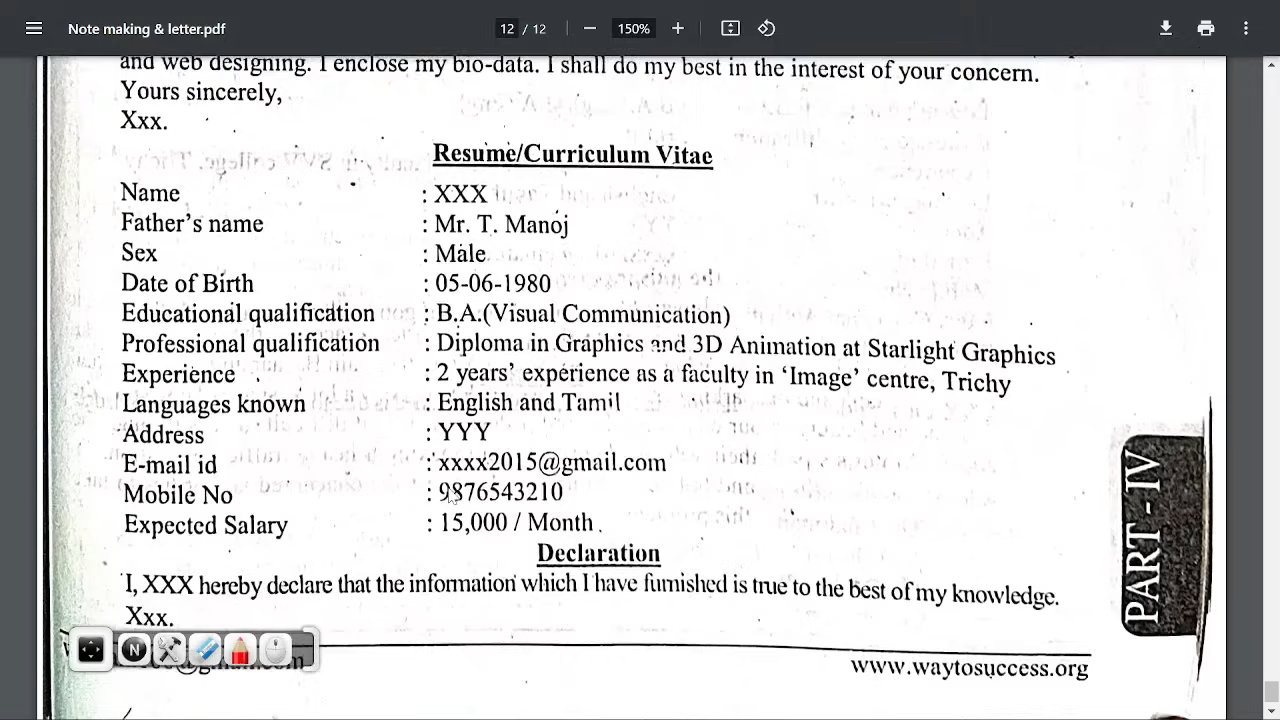 Note making & letter.pdf
12 / 12
150%
and web designing. I enclose my bio-data. I shall do my best in the interest of your concern.
Yours sincerely,
Xxx.
Resume/Curriculum Vitae
Name : XXX
Father's name : Mr. T. Manoj
Sex : Male
Date of Birth : 05-06-1980
Educational qualification : B.A.(Visual Communication)
Professional qualification : Diploma in Graphics and 3D Animation at Starlight Graphics
Experience : 2 years' experience as a faculty in 'Image' centre, Trichy
Languages known : English and Tamil
Address : YYY
E-mail id : xxxx2015@gmail.com
Mobile No : 9876543210
Expected Salary : 15,000 / Month
Declaration
I, XXX hereby declare that the information which I have furnished is true to the best of my knowledge.
Xxx.
N
www.waytosuccess.org
PART - IV